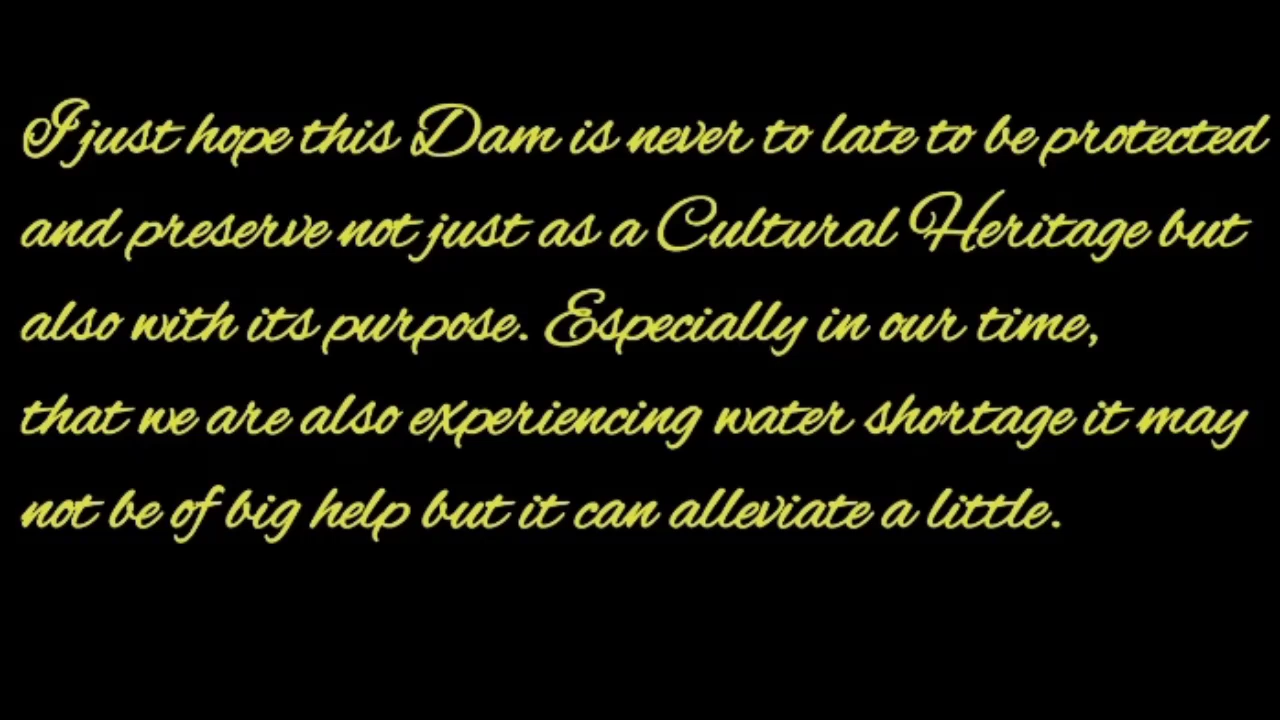 I just hope this Dam is never to late to be protected
and preserve not just as a Cultural Heritage but
also with its purpose. Especially in our time,
that we are also experiencing water shortage it may
not be of big help but it can alleviate a little.